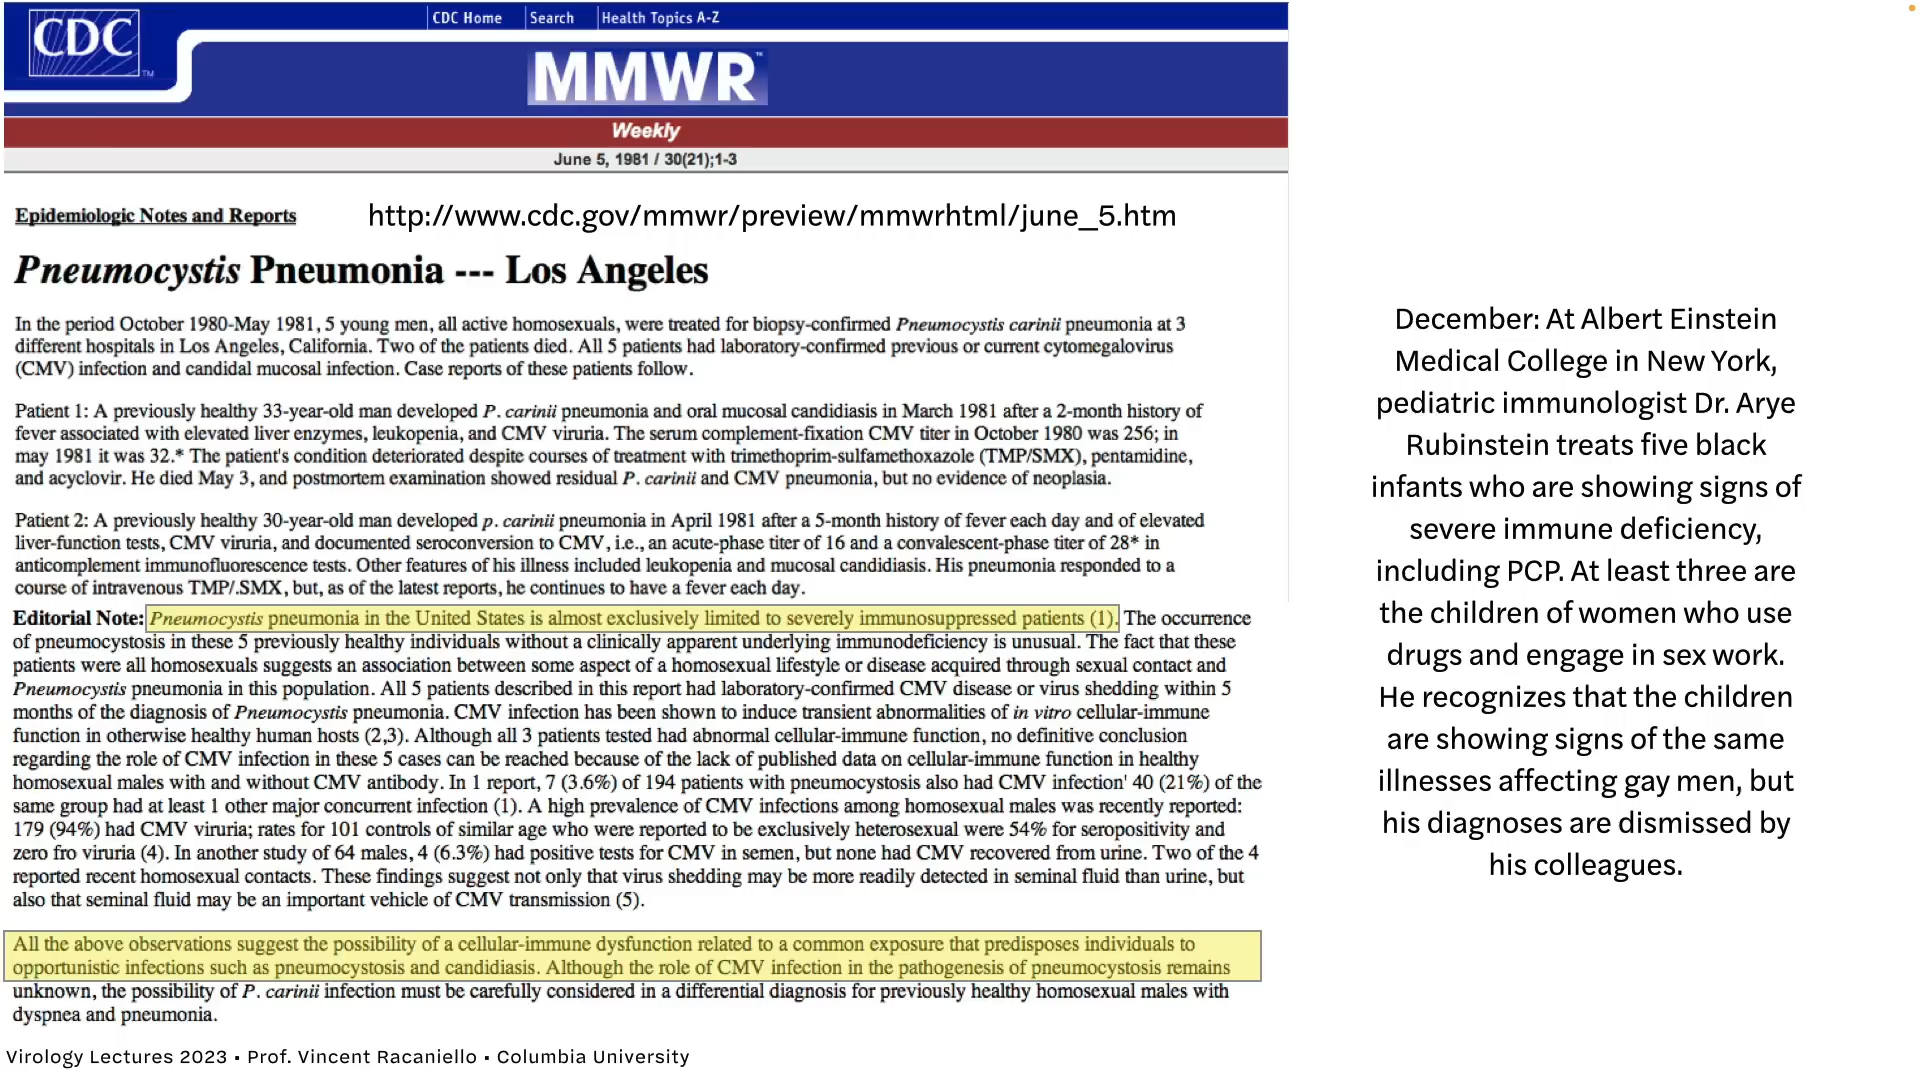 CDC Home
Search
Health Topics A-Z
CDC
TM
MMWR
TM
Weekly
June 5, 1981 / 30(21);1-3
Epidemiologic Notes and Reports
http://www.cdc.gov/mmwr/preview/mmwrhtml/june_5.htm
Pneumocystis Pneumonia --- Los Angeles
In the period October 1980-May 1981, 5 young men, all active homosexuals, were treated for biopsy-confirmed Pneumocystis carinii pneumonia at 3
different hospitals in Los Angeles, California. Two of the patients died. All 5 patients had laboratory-confirmed previous or current cytomegalovirus
(CMV) infection and candidal mucosal infection. Case reports of these patients follow.
Patient 1: A previously healthy 33-year-old man developed P. carinii pneumonia and oral mucosal candidiasis in March 1981 after a 2-month history of
fever associated with elevated liver enzymes, leukopenia, and CMV viruria. The serum complement-fixation CMV titer in October 1980 was 256; in
may 1981 it was 32.* The patient's condition deteriorated despite courses of treatment with trimethoprim-sulfamethoxazole (TMP/SMX), pentamidine,
and acyclovir. He died May 3, and postmortem examination showed residual P. carinii and CMV pneumonia, but no evidence of neoplasia.
Patient 2: A previously healthy 30-year-old man developed p. carinii pneumonia in April 1981 after a 5-month history of fever each day and of elevated
liver-function tests, CMV viruria, and documented seroconversion to CMV, i.e., an acute-phase titer of 16 and a convalescent-phase titer of 28* in
anticomplement immunofluorescence tests. Other features of his illness included leukopenia and mucosal candidiasis. His pneumonia responded to a
course of intravenous TMP/.SMX, but, as of the latest reports, he continues to have a fever each day.
Editorial Note: Pneumocystis pneumonia in the United States is almost exclusively limited to severely immunosuppressed patients (1). The occurrence
of pneumocystosis in these 5 previously healthy individuals without a clinically apparent underlying immunodeficiency is unusual. The fact that these
patients were all homosexuals suggests an association between some aspect of a homosexual lifestyle or disease acquired through sexual contact and
Pneumocystis pneumonia in this population. All 5 patients described in this report had laboratory-confirmed CMV disease or virus shedding within 5
months of the diagnosis of Pneumocystis pneumonia. CMV infection has been shown to induce transient abnormalities of in vitro cellular-immune
function in otherwise healthy human hosts (2,3). Although all 3 patients tested had abnormal cellular-immune function, no definitive conclusion
regarding the role of CMV infection in these 5 cases can be reached because of the lack of published data on cellular-immune function in healthy
homosexual males with and without CMV antibody. In 1 report, 7 (3.6%) of 194 patients with pneumocystosis also had CMV infection' 40 (21%) of the
same group had at least 1 other major concurrent infection (1). A high prevalence of CMV infections among homosexual males was recently reported:
179 (94%) had CMV viruria; rates for 101 controls of similar age who were reported to be exclusively heterosexual were 54% for seropositivity and
zero fro viruria (4). In another study of 64 males, 4 (6.3%) had positive tests for CMV in semen, but none had CMV recovered from urine. Two of the 4
reported recent homosexual contacts. These findings suggest not only that virus shedding may be more readily detected in seminal fluid than urine, but
also that seminal fluid may be an important vehicle of CMV transmission (5).
All the above observations suggest the possibility of a cellular-immune dysfunction related to a common exposure that predisposes individuals to
opportunistic infections such as pneumocystosis and candidiasis. Although the role of CMV infection in the pathogenesis of pneumocystosis remains
unknown, the possibility of P. carinii infection must be carefully considered in a differential diagnosis for previously healthy homosexual males with
dyspnea and pneumonia.
December: At Albert Einstein
Medical College in New York,
pediatric immunologist Dr. Arye
Rubinstein treats five black
infants who are showing signs of
severe immune deficiency,
including PCP. At least three are
the children of women who use
drugs and engage in sex work.
He recognizes that the children
are showing signs of the same
illnesses affecting gay men, but
his diagnoses are dismissed by
his colleagues.
Virology Lectures 2023 • Prof. Vincent Racaniello • Columbia University